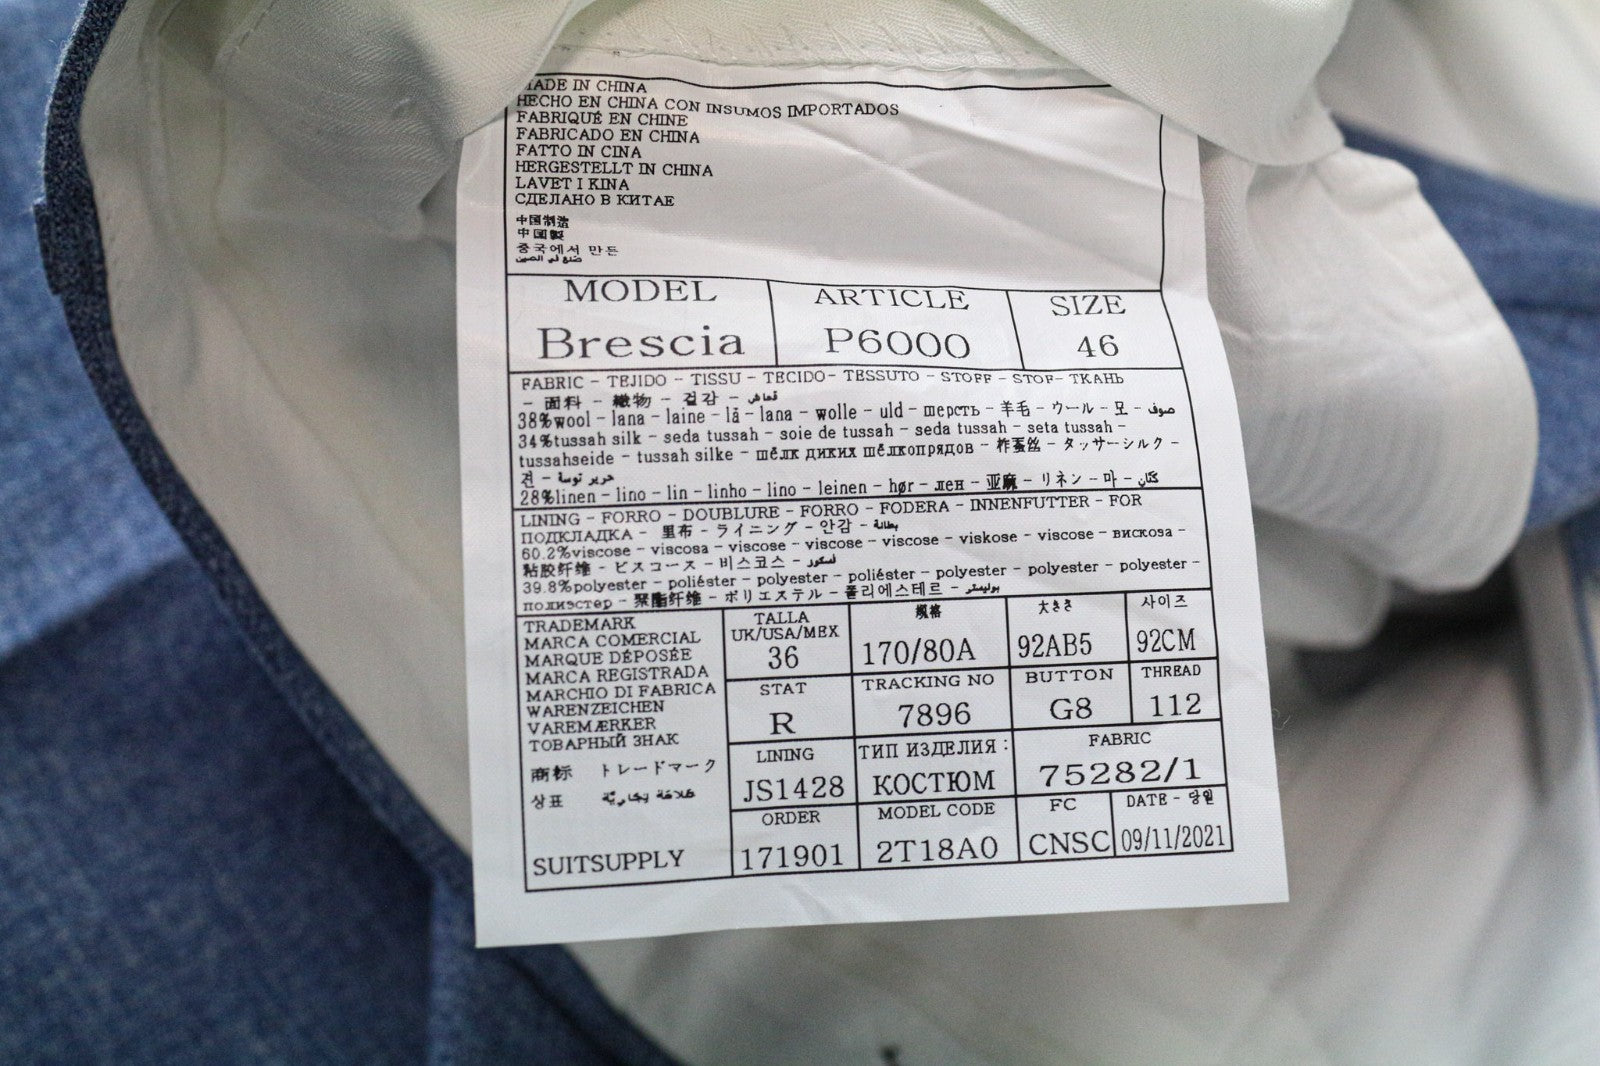 MADE IN CHINA
HECHO EN CHINA CON INSUMOS IMPORTADOS
FABRIQUÉ EN CHINE
FABRICADO EN CHINA
FATTO IN CINA
HERGESTELLT IN CHINA
LAVET I KINA
СДЕЛАНО В КИТАЕ
中国制造
中国製
중국에서 만든
صنع في الصين
MODEL
Brescia
ARTICLE
P6000
SIZE
46
FABRIC - TEJIDO - TISSU - TECIDO- TESSUTO - STOFF - STOF- ТКАНЬ
- 面料 - 織物 - 겉감 - قماش
38%wool - lana - laine - lã - lana - wolle - uld - шерсть - 羊毛 - ウール - 모 - صوف
34%tussah silk - seda tussah - soie de tussah - seda tussah - seta tussah -
tussahseide - tussah silke - шёлк диких шёлкопрядов - 柞蚕丝 - タッサーシルク -
견 - حرير توسة
28%linen - lino - lin - linho - lino - leinen - hør - лен - 亚麻 - リネン - 마 - كتان
LINING - FORRO - DOUBLURE - FORRO - FODERA - INNENFUTTER - FOR
ПОДКЛАДКА - 里布 - ライニング - 안감 - بطانة
60.2%viscose - viscosa - viscose - viscose - viscose - viskose - viscose - вискоза -
粘胶纤维 - ビスコース - 비스코스 - فسكوز
39.8%polyester - poliéster - polyester - poliéster - polyester - polyester - polyester -
полиэстер - 聚酯纤维 - ポリエステル - 폴리에스테르 - بوليستر
TRADEMARK
MARCA COMERCIAL
MARQUE DÉPOSÉE
MARCA REGISTRADA
MARCHIO DI FABRICA
WARENZEICHEN
VAREMÆRKER
ТОВАРНЫЙ ЗНАК
商标 トレードマーク
상표 علامة تجارية
SUITSUPPLY
TALLA
UK/USA/MEX
36
规格
170/80A
大きさ
92AB5
사이즈
92CM
STAT
R
TRACKING NO
7896
BUTTON
G8
THREAD
112
LINING
JS1428
ТИП ИЗДЕЛИЯ :
КОСТЮМ
FABRIC
75282/1
ORDER
171901
MODEL CODE
2T18A0
FC
CNSC
DATE - 당일
09/11/2021